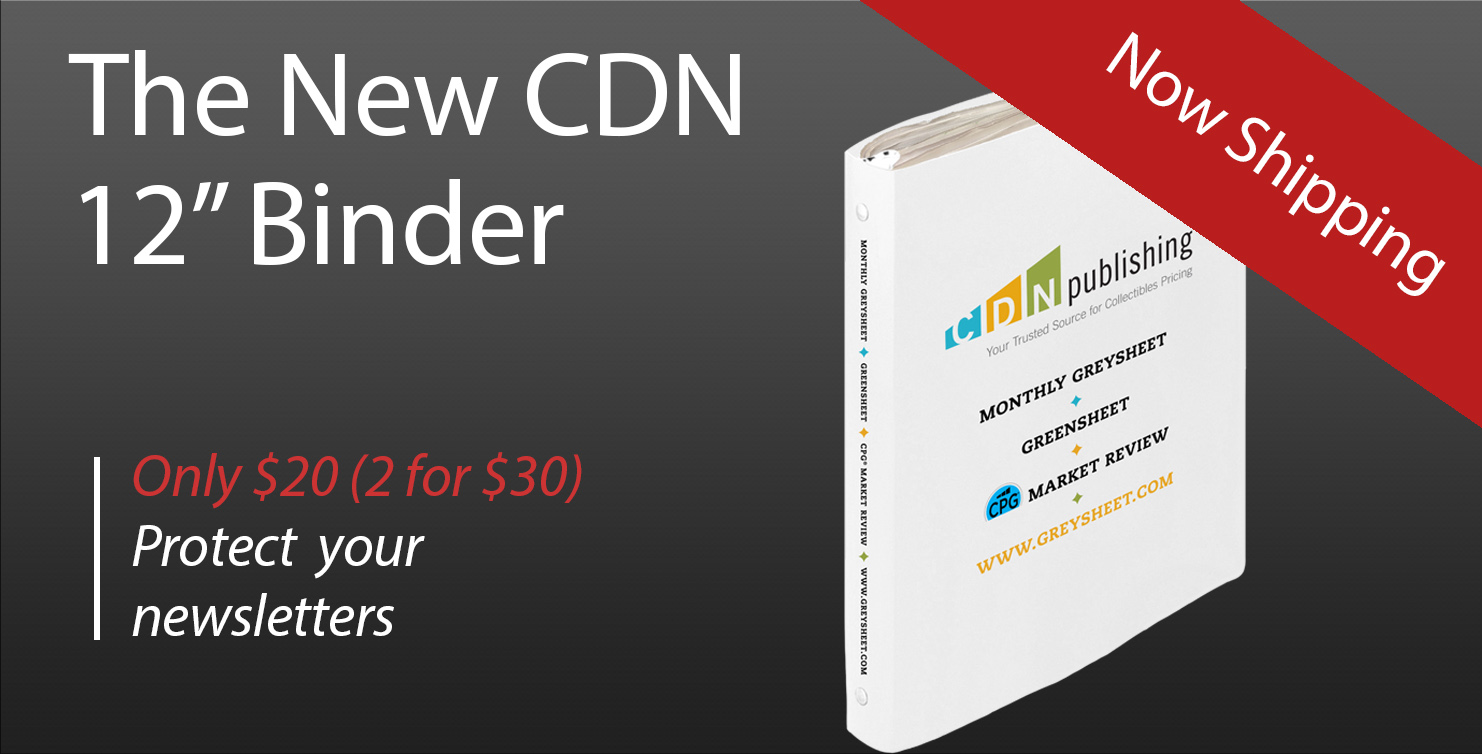 The New CDN
12” Binder
Only $20 (2 for $30)
Protect your
newsletters
Now Shipping
CDN publishing
Your Trusted Source for Collectibles Pricing
MONTHLY GREYSHEET
GREENSHEET
CPG MARKET REVIEW
WWW.GREYSHEET.COM
MONTHLY GREYSHEET ✦ GREENSHEET ✦ CPG® MARKET REVIEW ✦ WWW.GREYSHEET.COM